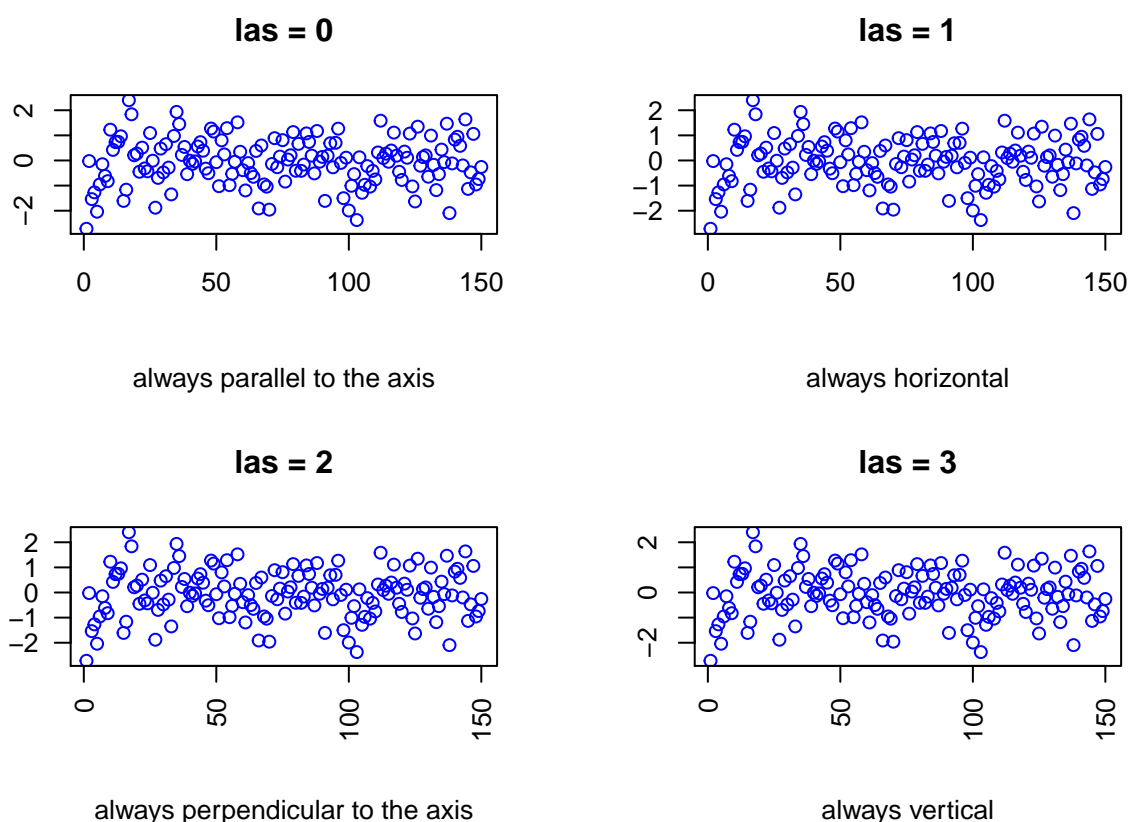 las = 0
2
0
−2
0 50 100 150
always parallel to the axis
las = 1
2
1
0
−1
−2
0 50 100 150
always horizontal
las = 2
2
1
0
−1
−2
0 50 100 150
always perpendicular to the axis
las = 3
2
0
−2
0 50 100 150
always vertical